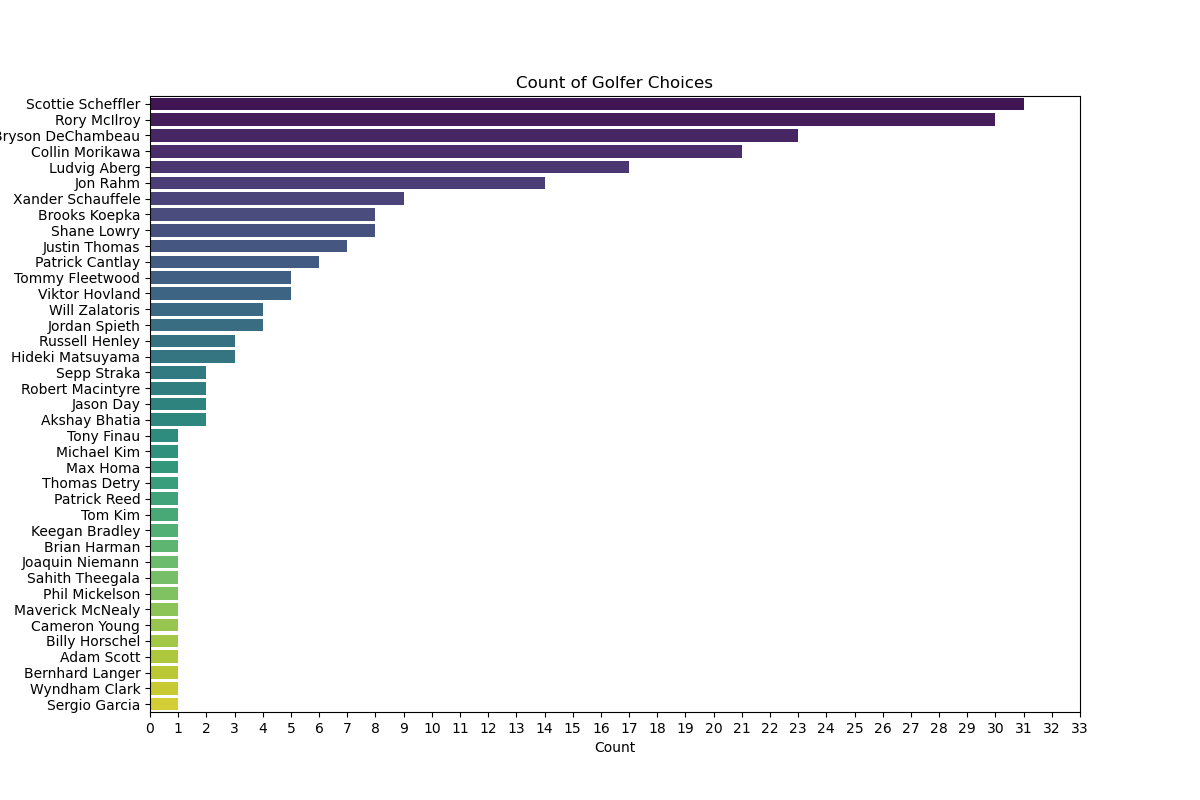 Count of Golfer Choices
Scottie Scheffler
Rory McIlroy
Bryson DeChambeau
Collin Morikawa
Ludvig Aberg
Jon Rahm
Xander Schauffele
Brooks Koepka
Shane Lowry
Justin Thomas
Patrick Cantlay
Tommy Fleetwood
Viktor Hovland
Will Zalatoris
Jordan Spieth
Russell Henley
Hideki Matsuyama
Sepp Straka
Robert Macintyre
Jason Day
Akshay Bhatia
Tony Finau
Michael Kim
Max Homa
Thomas Detry
Patrick Reed
Tom Kim
Keegan Bradley
Brian Harman
Joaquin Niemann
Sahith Theegala
Phil Mickelson
Maverick McNealy
Cameron Young
Billy Horschel
Adam Scott
Bernhard Langer
Wyndham Clark
Sergio Garcia
0 1 2 3 4 5 6 7 8 9 10 11 12 13 14 15 16 17 18 19 20 21 22 23 24 25 26 27 28 29 30 31 32 33
Count